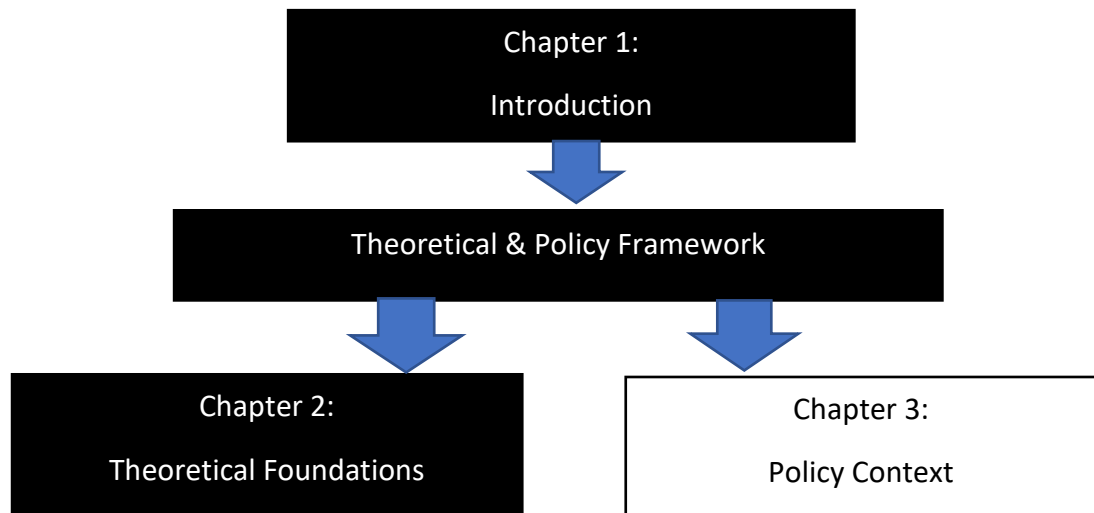 Chapter 1:
Introduction
Theoretical & Policy Framework
Chapter 2:
Theoretical Foundations
Chapter 3:
Policy Context